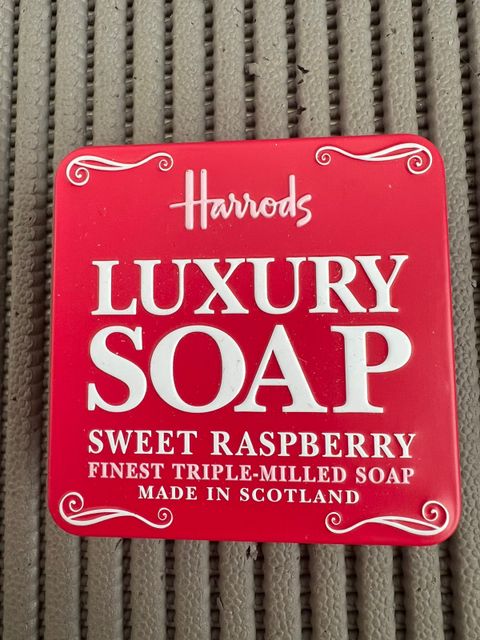 Harrods
LUXURY
SOAP
SWEET RASPBERRY
FINEST TRIPLE-MILLED SOAP
MADE IN SCOTLAND